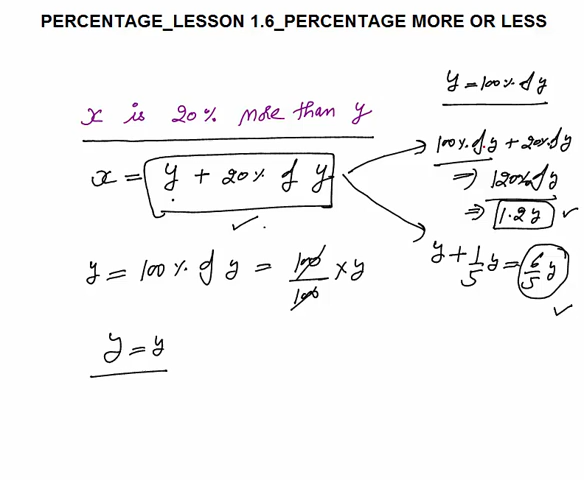 PERCENTAGE_LESSON 1.6_PERCENTAGE MORE OR LESS
y = 100% of y
x is 20% more than y
100% of y + 20% of y
x = y + 20% of y
⇒ 120% of y
⇒ 1.2y ✓
✓
y + 1/5 y = 6/5 y
✓
y = 100% of y = 100/100 × y
y = y